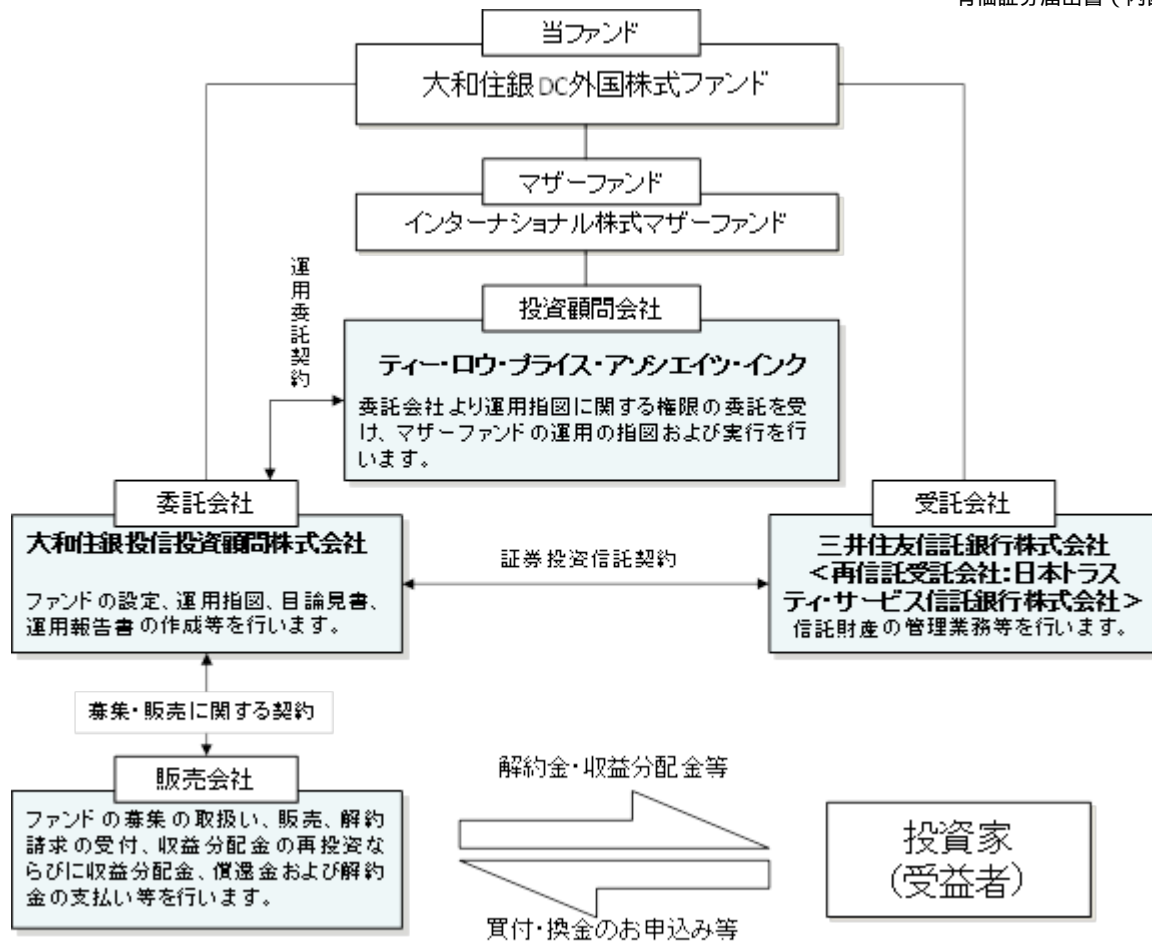 有価証券届出書（内国
当ファンド
大和住銀DC外国株式ファンド
マザーファンド
インターナショナル株式マザーファンド
運用委託契約
投資顧問会社
ティー・ロウ・プライス・アソシエイツ・インク
委託会社より運用指図に関する権限の委託を受
け、マザーファンドの運用の指図および実行を行
います。
委託会社
大和住銀投信投資顧問株式会社
ファンドの設定、運用指図、目論見書、
運用報告書の作成等を行います。
証券投資信託契約
受託会社
三井住友信託銀行株式会社
＜再信託受託会社：日本トラス
ティ・サービス信託銀行株式会社＞
信託財産の管理業務等を行います。
募集・販売に関する契約
販売会社
ファンドの募集の取扱い、販売、解約
請求の受付、収益分配金の再投資な
らびに収益分配金、償還金および解約
金の支払い等を行います。
解約金・収益分配金等
買付・換金のお申込み等
投資家
(受益者)